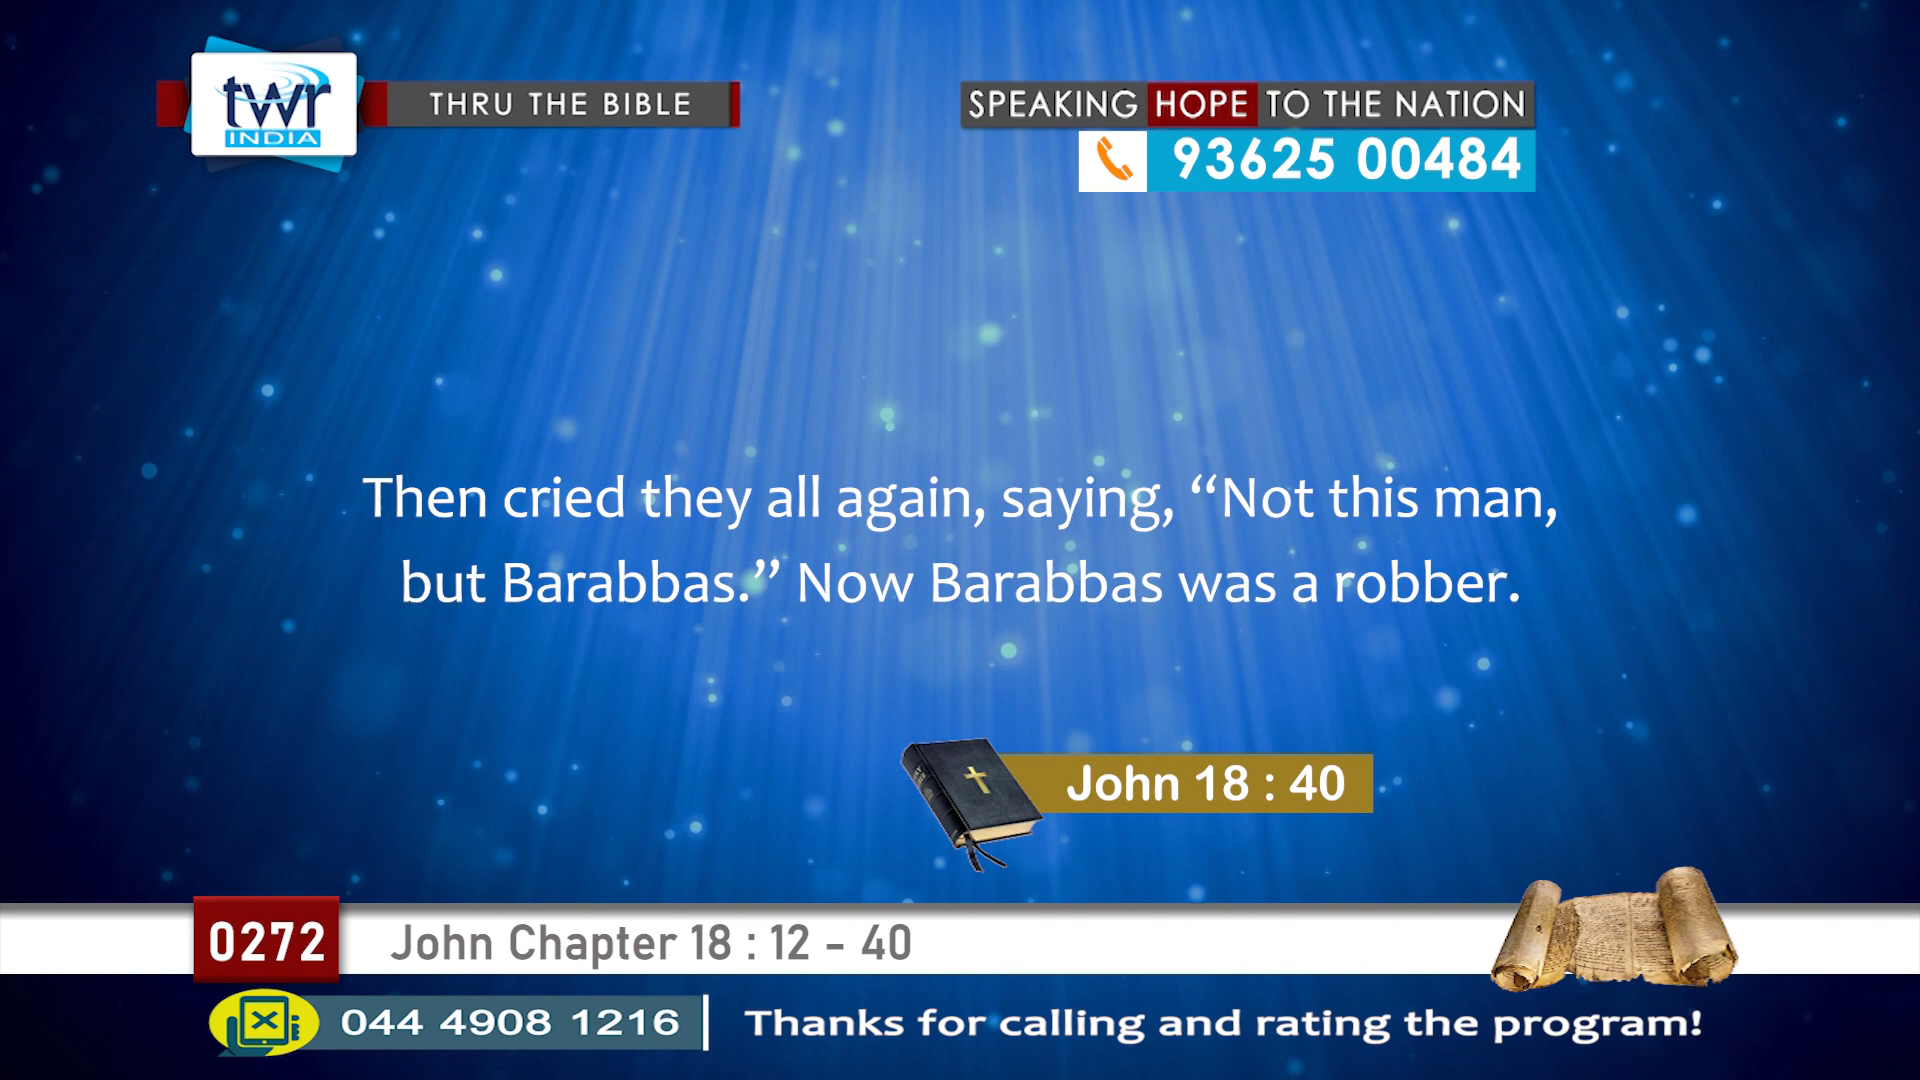 twr
INDIA
THRU THE BIBLE
SPEAKING HOPE TO THE NATION
93625 00484
Then cried they all again, saying, “Not this man,
but Barabbas.” Now Barabbas was a robber.
John 18 : 40
0272 John Chapter 18 : 12 - 40
044 4908 1216 Thanks for calling and rating the program!